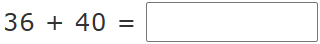 36 + 40 =